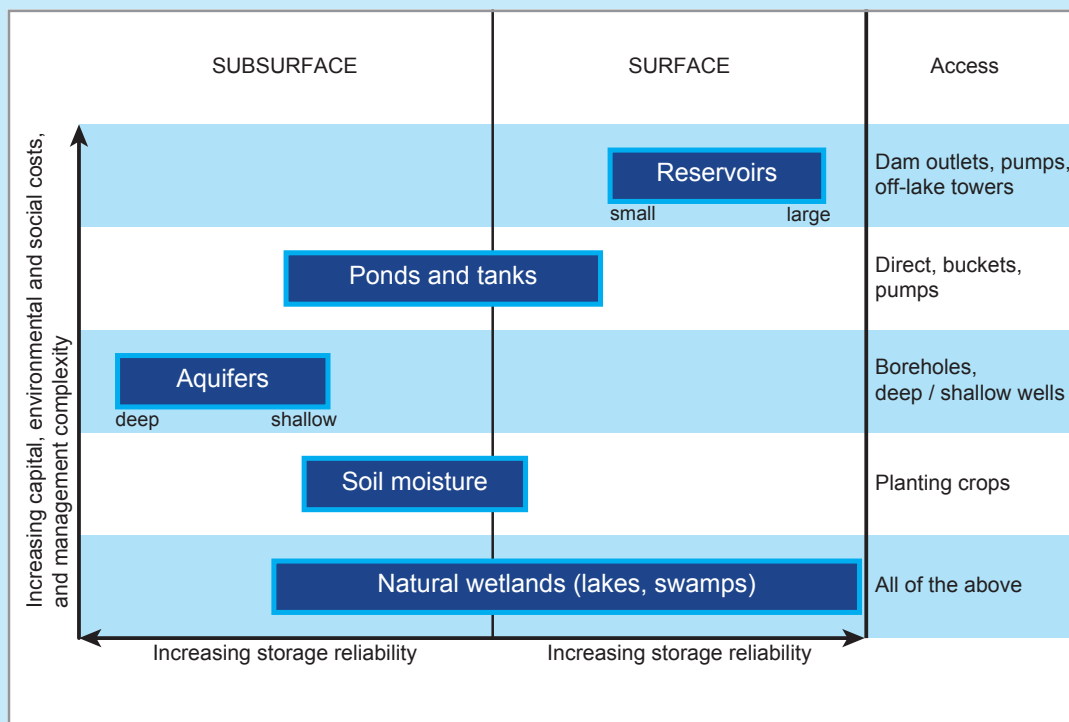 SUBSURFACE
SURFACE
Access
Increasing capital, environmental and social costs,
and management complexity
Reservoirs
small
large
Dam outlets, pumps,
off-lake towers
Ponds and tanks
Direct, buckets,
pumps
Aquifers
deep
shallow
Boreholes,
deep / shallow wells
Soil moisture
Planting crops
Natural wetlands (lakes, swamps)
All of the above
Increasing storage reliability
Increasing storage reliability